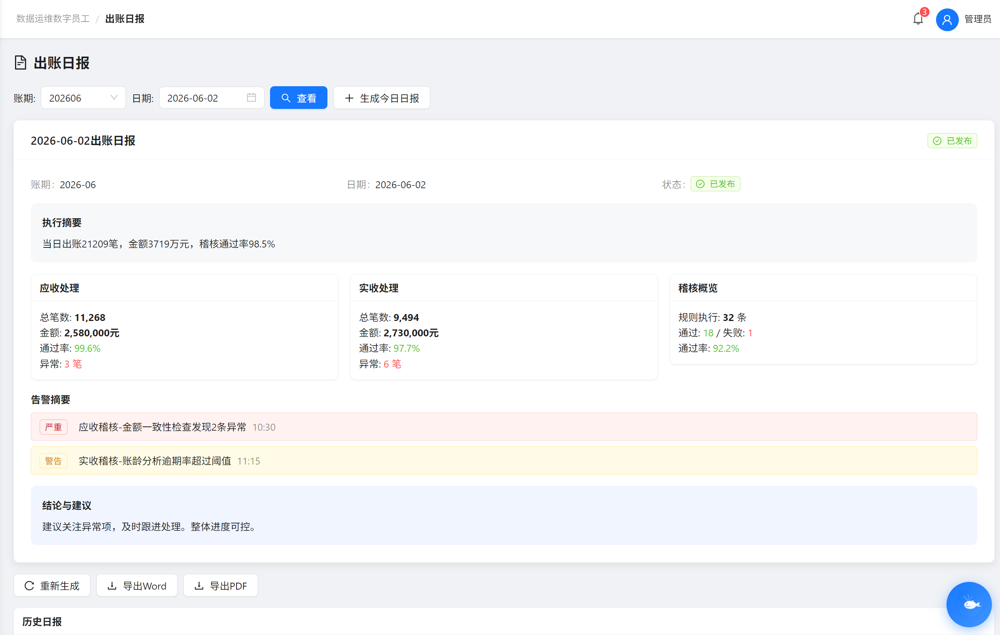 数据运维数字员工 / 出账日报
3
管理员
出账日报
账期: 202606 日期: 2026-06-02 查看 生成今日日报
2026-06-02出账日报 已发布
账期: 2026-06 日期: 2026-06-02 状态: 已发布
执行摘要
当日出账21209笔，金额3719万元，稽核通过率98.5%
应收处理
总笔数: 11,268
金额: 2,580,000元
通过率: 99.6%
异常: 3 笔
实收处理
总笔数: 9,494
金额: 2,730,000元
通过率: 97.7%
异常: 6 笔
稽核概览
规则执行: 32 条
通过: 18 / 失败: 1
通过率: 92.2%
告警摘要
严重 应收稽核-金额一致性检查发现2条异常 10:30
警告 实收稽核-账龄分析逾期率超过阈值 11:15
结论与建议
建议关注异常项，及时跟进处理。整体进度可控。
重新生成 导出Word 导出PDF
历史日报